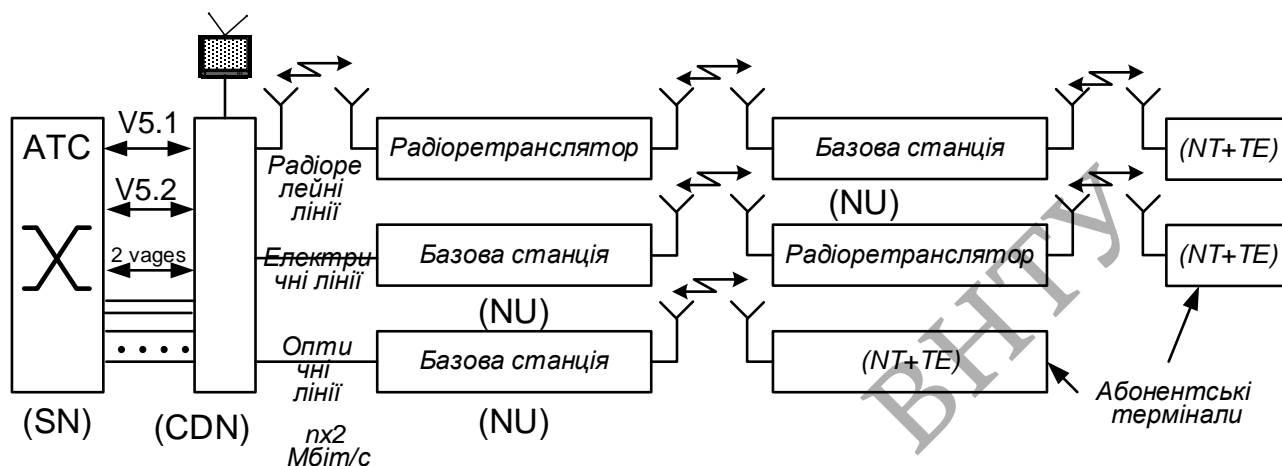 V5.1
АТС
Радіоретранслятор
Базова станція
(NT+TE)
Радіоре
лейні
лінії
V5.2
(NU)
2 vages
Електри
чні лінії
Базова станція
Радіоретранслятор
(NT+TE)
(NU)
Опти
чні
лінії
Базова станція
(NT+TE)
Абонентські
термінали
(SN)
(CDN)
(NU)
nx2
Мбіт/с
ВНТУ